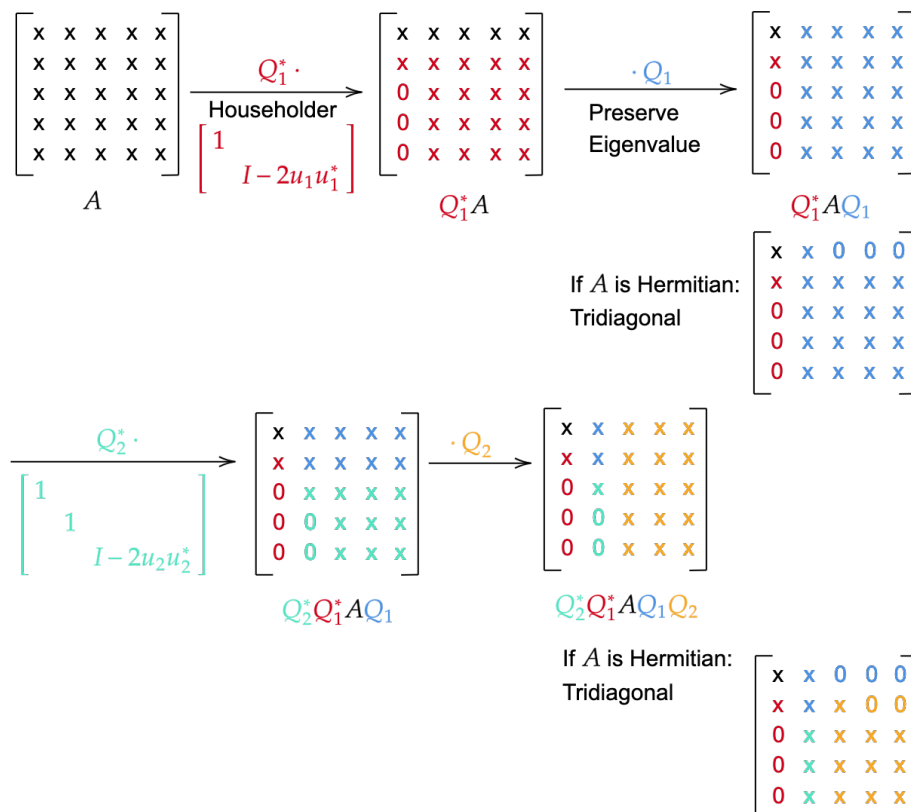 x x x x x
x x x x x
x x x x x
x x x x x
x x x x x
A
Q₁* ·
Householder
1
I − 2u₁u₁*
x x x x x
x x x x x
0 x x x x
0 x x x x
0 x x x x
Q₁*A
· Q₁
Preserve
Eigenvalue
x x x x x
x x x x x
0 x x x x
0 x x x x
0 x x x x
Q₁*AQ₁
If A is Hermitian:
Tridiagonal
x x 0 0 0
x x x x x
0 x x x x
0 x x x x
0 x x x x
Q₂* ·
1
1
I − 2u₂u₂*
x x x x x
x x x x x
0 x x x x
0 0 x x x
0 0 x x x
Q₂*Q₁*AQ₁
· Q₂
x x x x x
x x x x x
0 x x x x
0 0 x x x
0 0 x x x
Q₂*Q₁*AQ₁Q₂
If A is Hermitian:
Tridiagonal
x x 0 0 0
x x x 0 0
0 x x x x
0 x x x x
0 x x x x